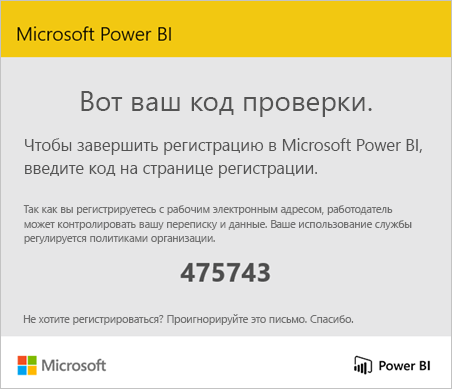 Microsoft Power BI
Вот ваш код проверки.
Чтобы завершить регистрацию в Microsoft Power BI,
введите код на странице регистрации.
Так как вы регистрируетесь с рабочим электронным адресом, работодатель
может контролировать вашу переписку и данные. Ваше использование службы
регулируется политиками организации.
475743
Не хотите регистрироваться? Проигнорируйте это письмо. Спасибо.
Microsoft Power BI